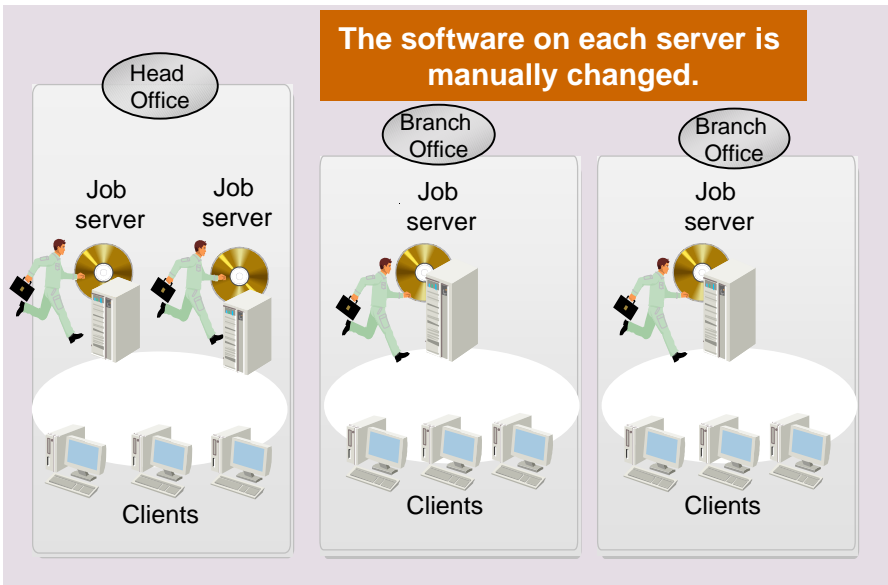 The software on each server is
manually changed.
Head
Office
Branch
Office
Branch
Office
Job
server
Job
server
Job
server
Job
server
Clients
Clients
Clients